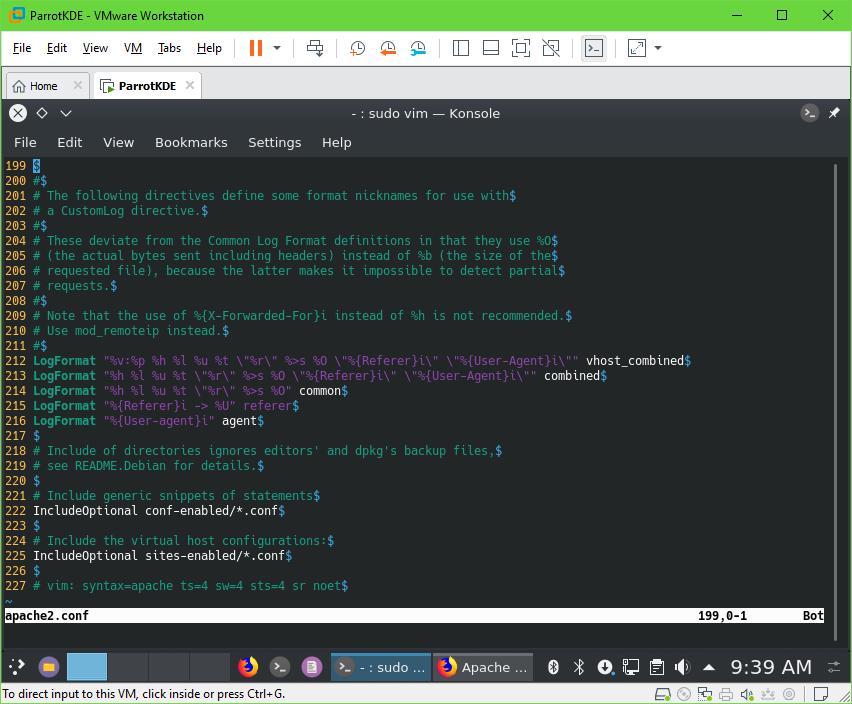 ParrotKDE - VMware Workstation
File Edit View VM Tabs Help
Home ParrotKDE
- : sudo vim — Konsole
File Edit View Bookmarks Settings Help
199 $
200 #$
201 # The following directives define some format nicknames for use with$
202 # a CustomLog directive.$
203 #$
204 # These deviate from the Common Log Format definitions in that they use %O$
205 # (the actual bytes sent including headers) instead of %b (the size of the$
206 # requested file), because the latter makes it impossible to detect partial$
207 # requests.$
208 #$
209 # Note that the use of %{X-Forwarded-For}i instead of %h is not recommended.$
210 # Use mod_remoteip instead.$
211 #$
212 LogFormat "%v:%p %h %l %u %t \"%r\" %>s %O \"%{Referer}i\" \"%{User-Agent}i\"" vhost_combined$
213 LogFormat "%h %l %u %t \"%r\" %>s %O \"%{Referer}i\" \"%{User-Agent}i\"" combined$
214 LogFormat "%h %l %u %t \"%r\" %>s %O" common$
215 LogFormat "%{Referer}i -> %U" referer$
216 LogFormat "%{User-agent}i" agent$
217 $
218 # Include of directories ignores editors' and dpkg's backup files,$
219 # see README.Debian for details.$
220 $
221 # Include generic snippets of statements$
222 IncludeOptional conf-enabled/*.conf$
223 $
224 # Include the virtual host configurations:$
225 IncludeOptional sites-enabled/*.conf$
226 $
227 # vim: syntax=apache ts=4 sw=4 sts=4 sr noet$
~
apache2.conf 199,0-1 Bot
- : sudo ... Apache ... 9:39 AM
To direct input to this VM, click inside or press Ctrl+G.